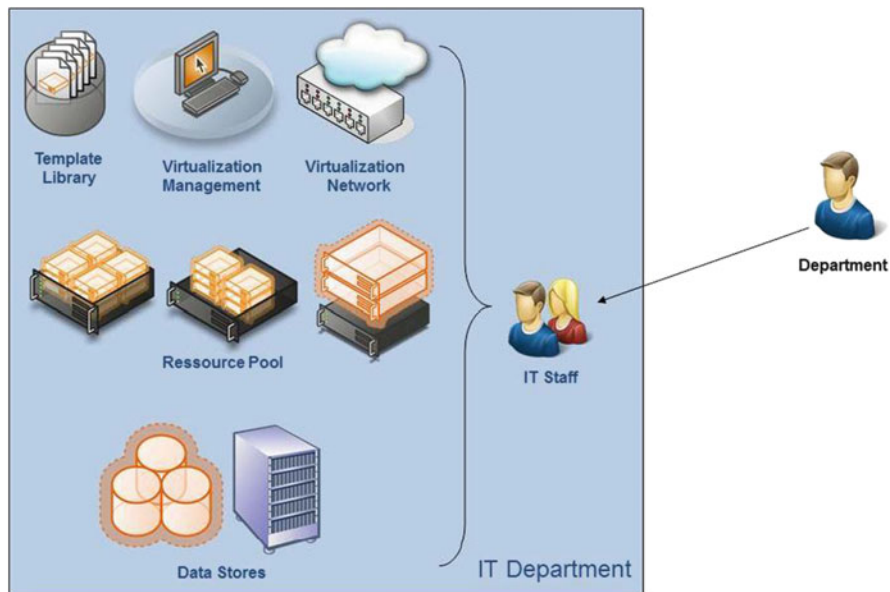 Template
Library
Virtualization
Management
Virtualization
Network
Department
Ressource Pool
IT Staff
Data Stores
IT Department